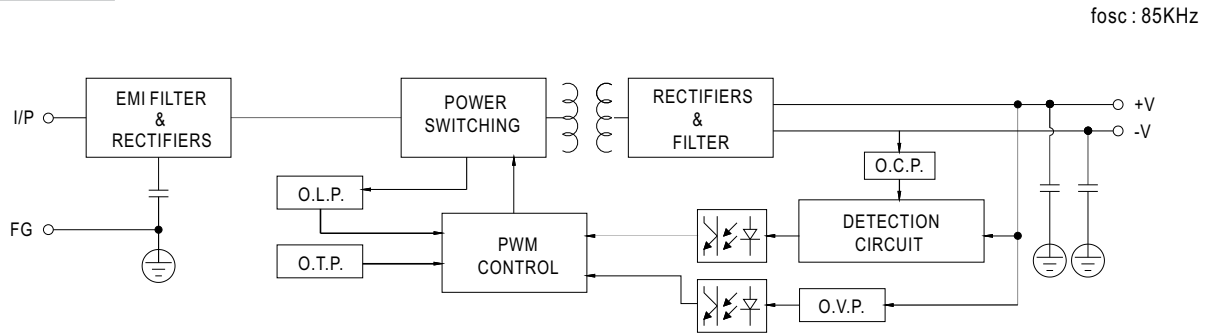 fosc : 85KHz
I/P
EMI FILTER
&
RECTIFIERS
POWER
SWITCHING
RECTIFIERS
&
FILTER
+V
-V
O.C.P.
O.L.P.
DETECTION
CIRCUIT
FG
PWM
CONTROL
O.T.P.
O.V.P.